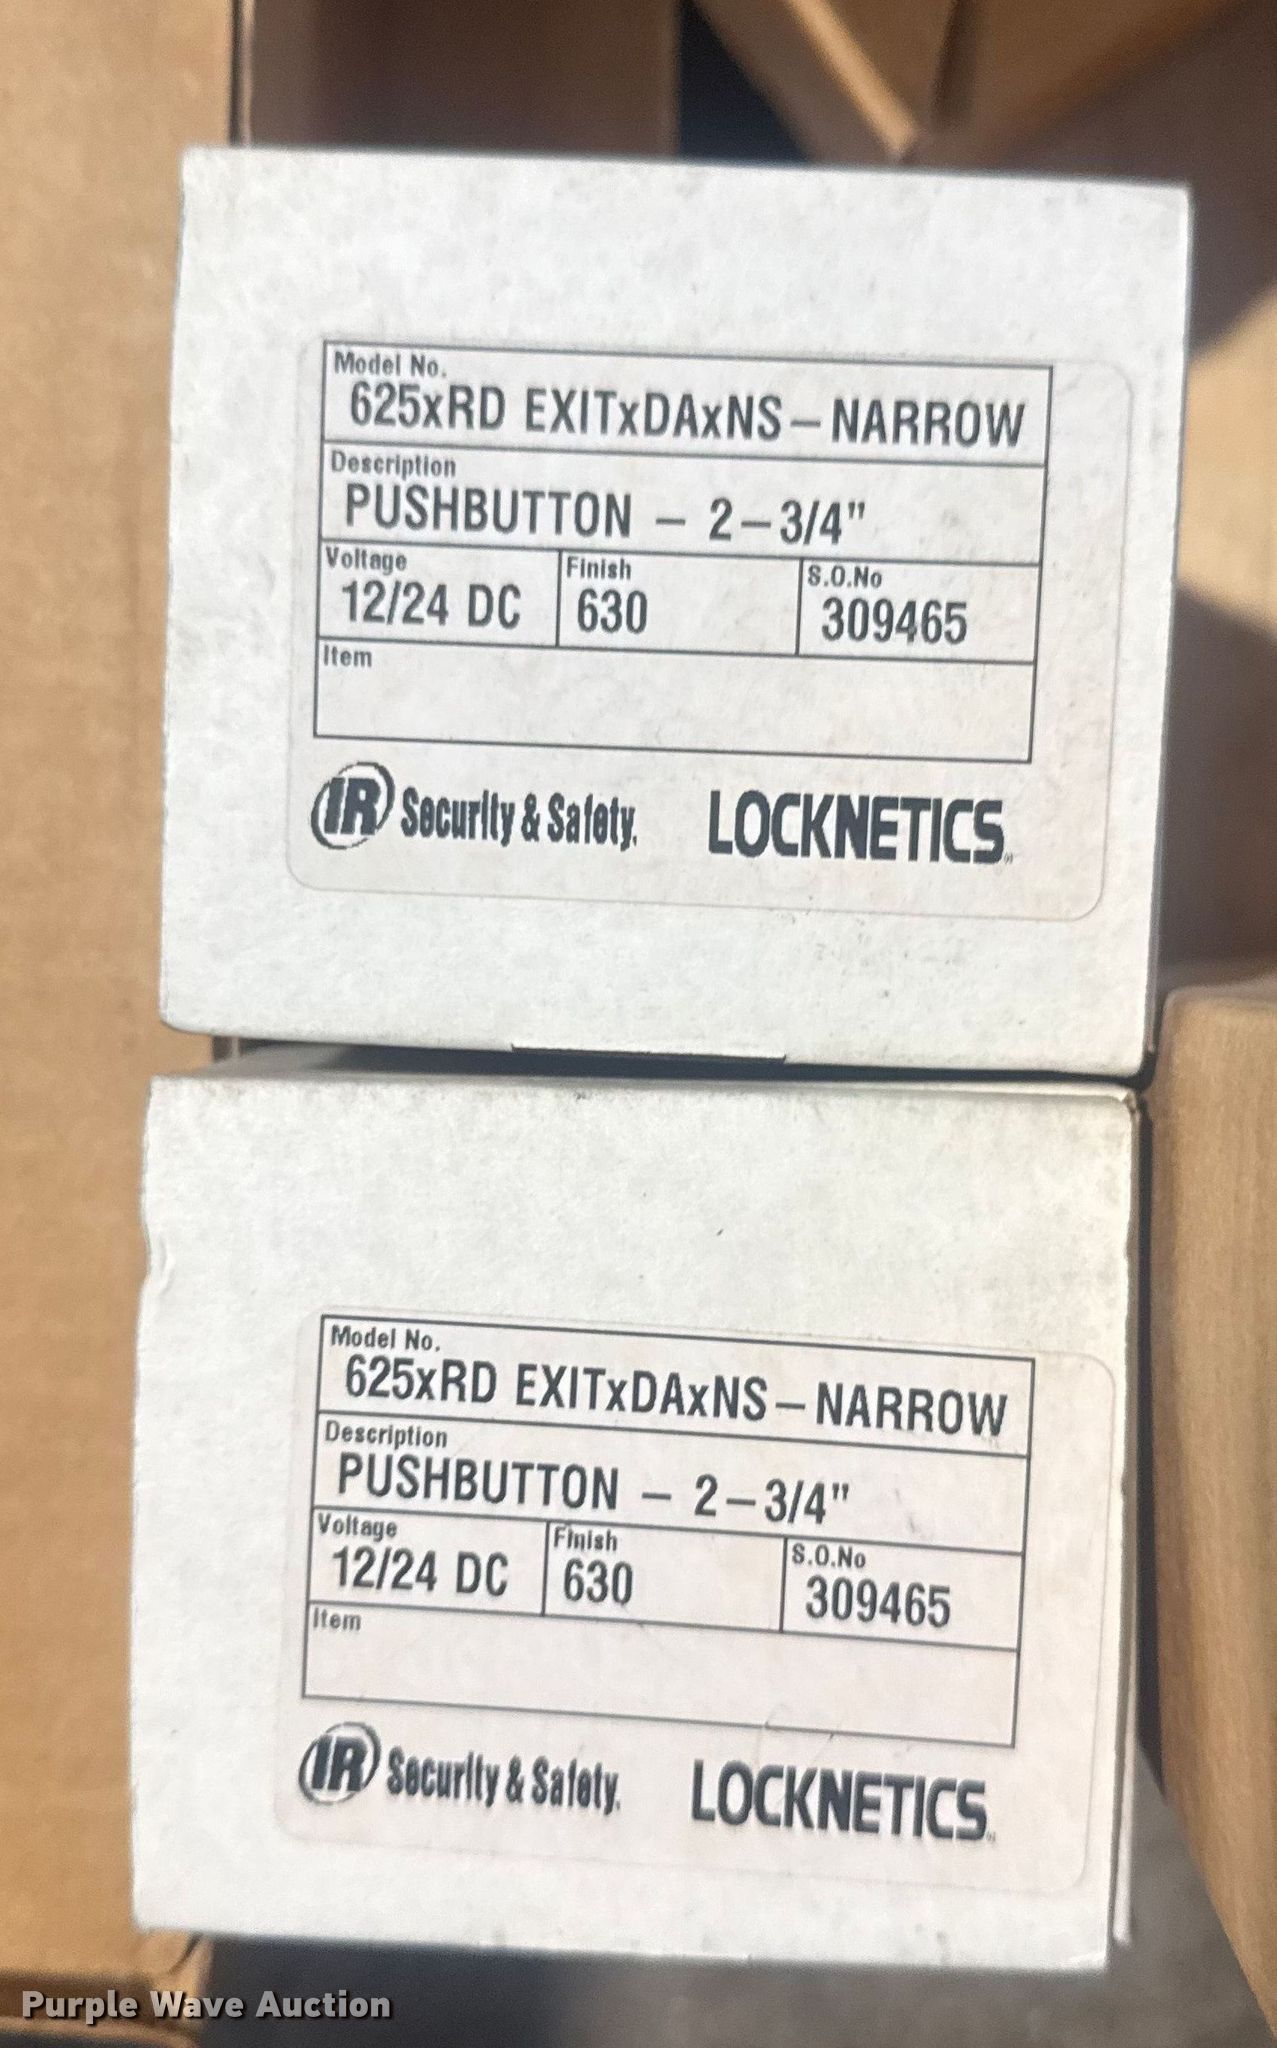 Model No.
625xRD EXITxDAxNS – NARROW
Description
PUSHBUTTON – 2–3/4"
Voltage Finish S.O.No
12/24 DC 630 309465
Item
IR Security & Safety. LOCKNETICS
Model No.
625xRD EXITxDAxNS – NARROW
Description
PUSHBUTTON – 2–3/4"
Voltage Finish S.O.No
12/24 DC 630 309465
Item
IR Security & Safety. LOCKNETICS
Purple Wave Auction